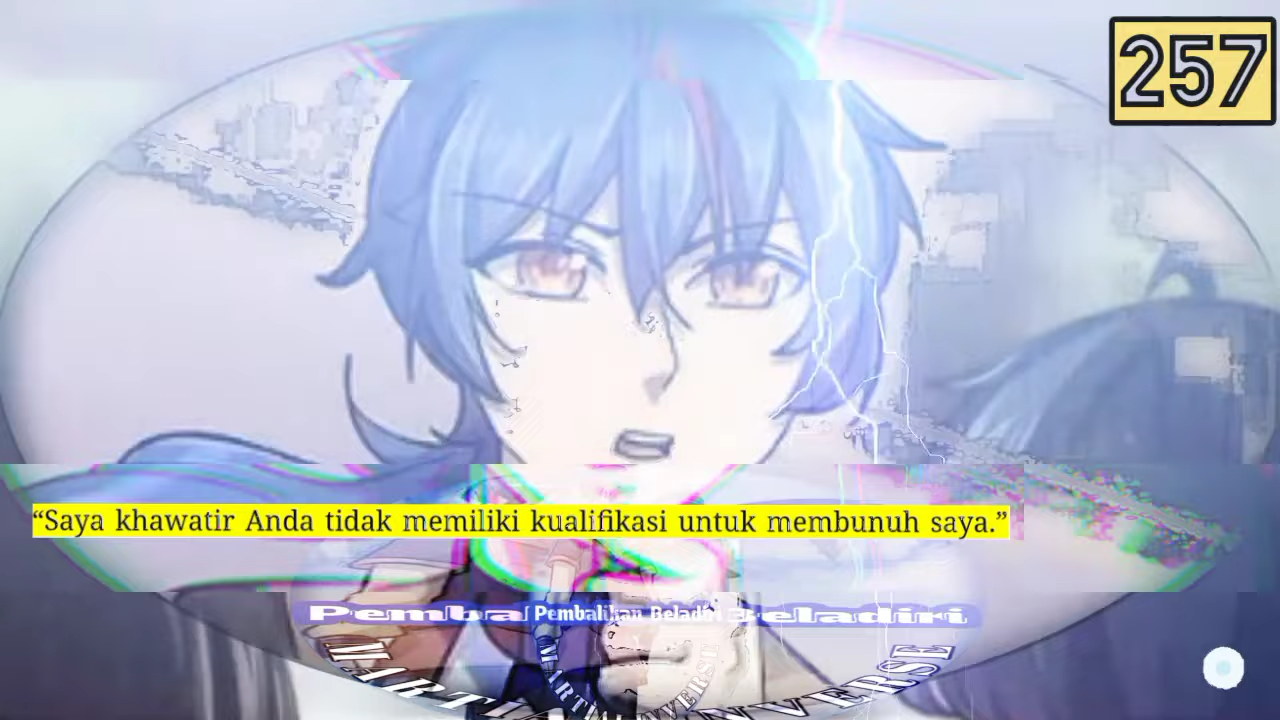 257
“Saya khawatir Anda tidak memiliki kualifikasi untuk membunuh saya.”
Pembalikan Beladiri